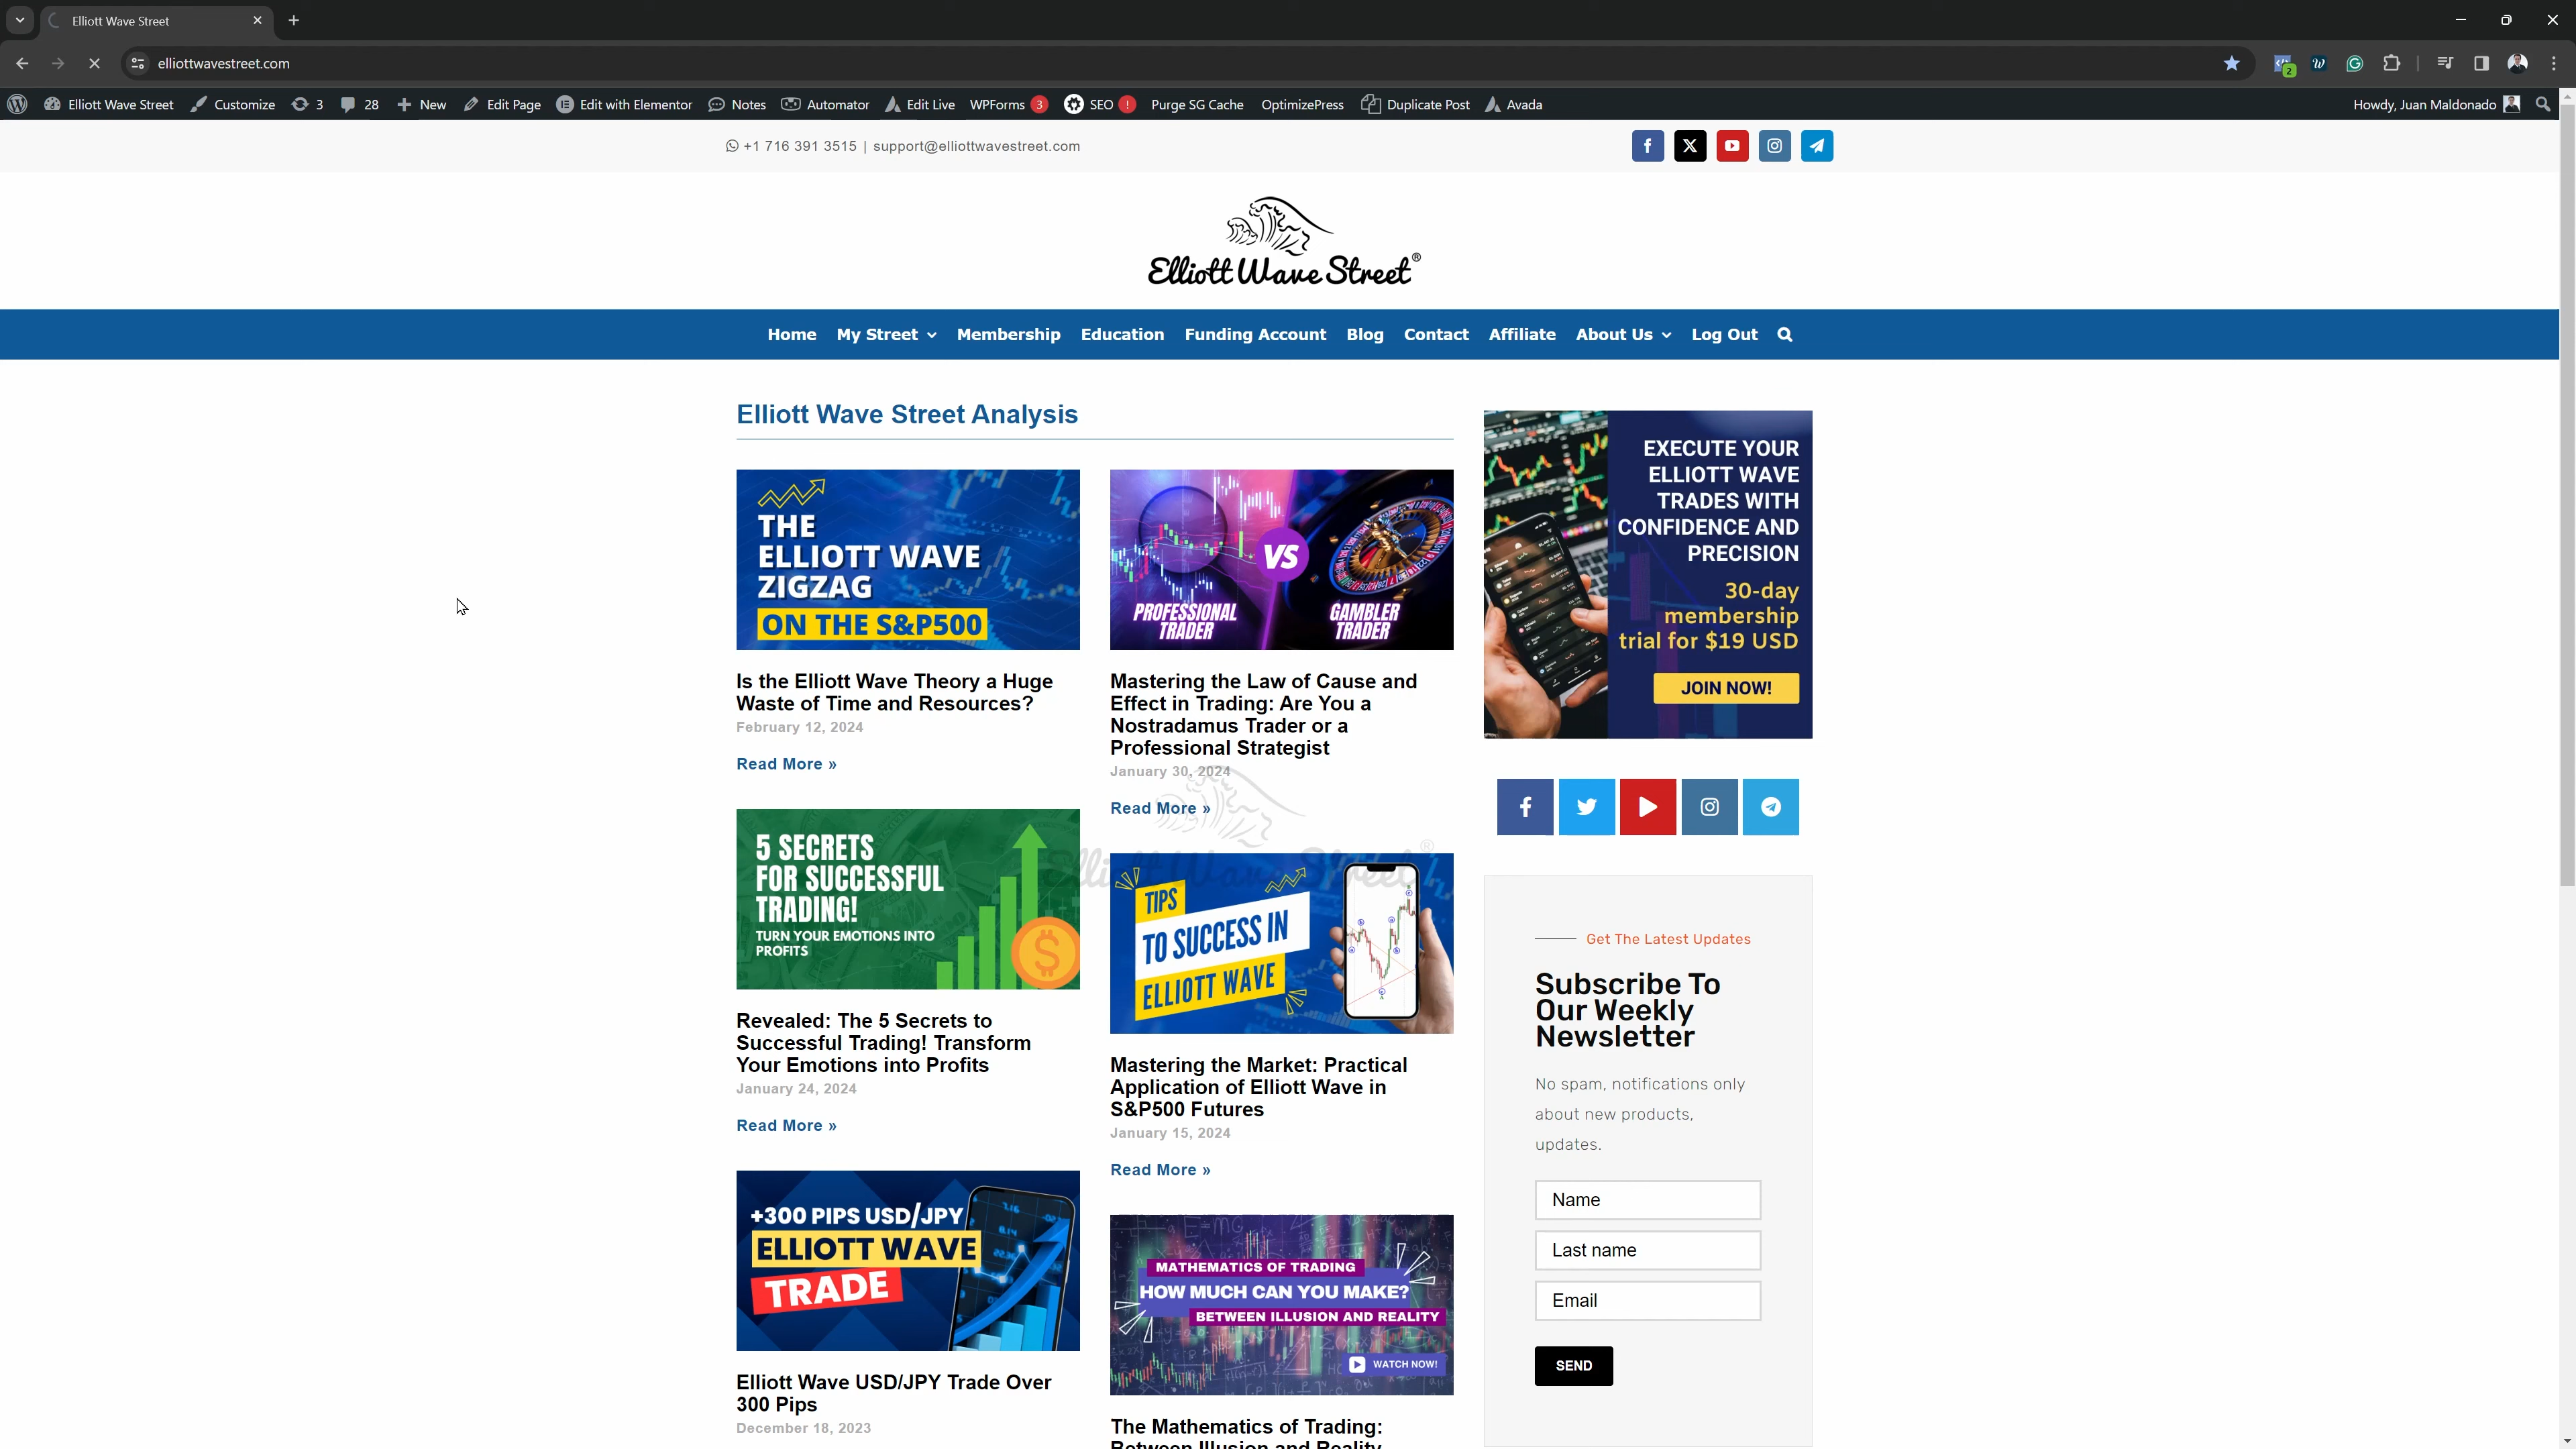 Elliott Wave Street
elliottwavestreet.com
2
Elliott Wave Street Customize 3 28 New Edit Page Edit with Elementor Notes Automator Edit Live WPForms 3 SEO ! Purge SG Cache OptimizePress Duplicate Post Avada Howdy, Juan Maldonado
+1 716 391 3515 | support@elliottwavestreet.com
Elliott Wave Street®
Home My Street Membership Education Funding Account Blog Contact Affiliate About Us Log Out
Elliott Wave Street Analysis
THE
ELLIOTT WAVE
ZIGZAG
ON THE S&P500
Is the Elliott Wave Theory a Huge
Waste of Time and Resources?
February 12, 2024
Read More »
5 SECRETS
FOR SUCCESSFUL
TRADING!
TURN YOUR EMOTIONS INTO
PROFITS
Revealed: The 5 Secrets to
Successful Trading! Transform
Your Emotions into Profits
January 24, 2024
Read More »
+300 PIPS USD/JPY
ELLIOTT WAVE
TRADE
Elliott Wave USD/JPY Trade Over
300 Pips
December 18, 2023
VS
PROFESSIONAL
TRADER
GAMBLER
TRADER
Mastering the Law of Cause and
Effect in Trading: Are You a
Nostradamus Trader or a
Professional Strategist
January 30, 2024
Read More »
Elliott Wave Street®
TIPS
TO SUCCESS IN
ELLIOTT WAVE
Mastering the Market: Practical
Application of Elliott Wave in
S&P500 Futures
January 15, 2024
Read More »
MATHEMATICS OF TRADING
HOW MUCH CAN YOU MAKE?
BETWEEN ILLUSION AND REALITY
WATCH NOW!
The Mathematics of Trading:
Between Illusion and Reality
EXECUTE YOUR
ELLIOTT WAVE
TRADES WITH
CONFIDENCE AND
PRECISION
30-day
membership
trial for $19 USD
JOIN NOW!
Get The Latest Updates
Subscribe To
Our Weekly
Newsletter
No spam, notifications only
about new products,
updates.
Name
Last name
Email
SEND